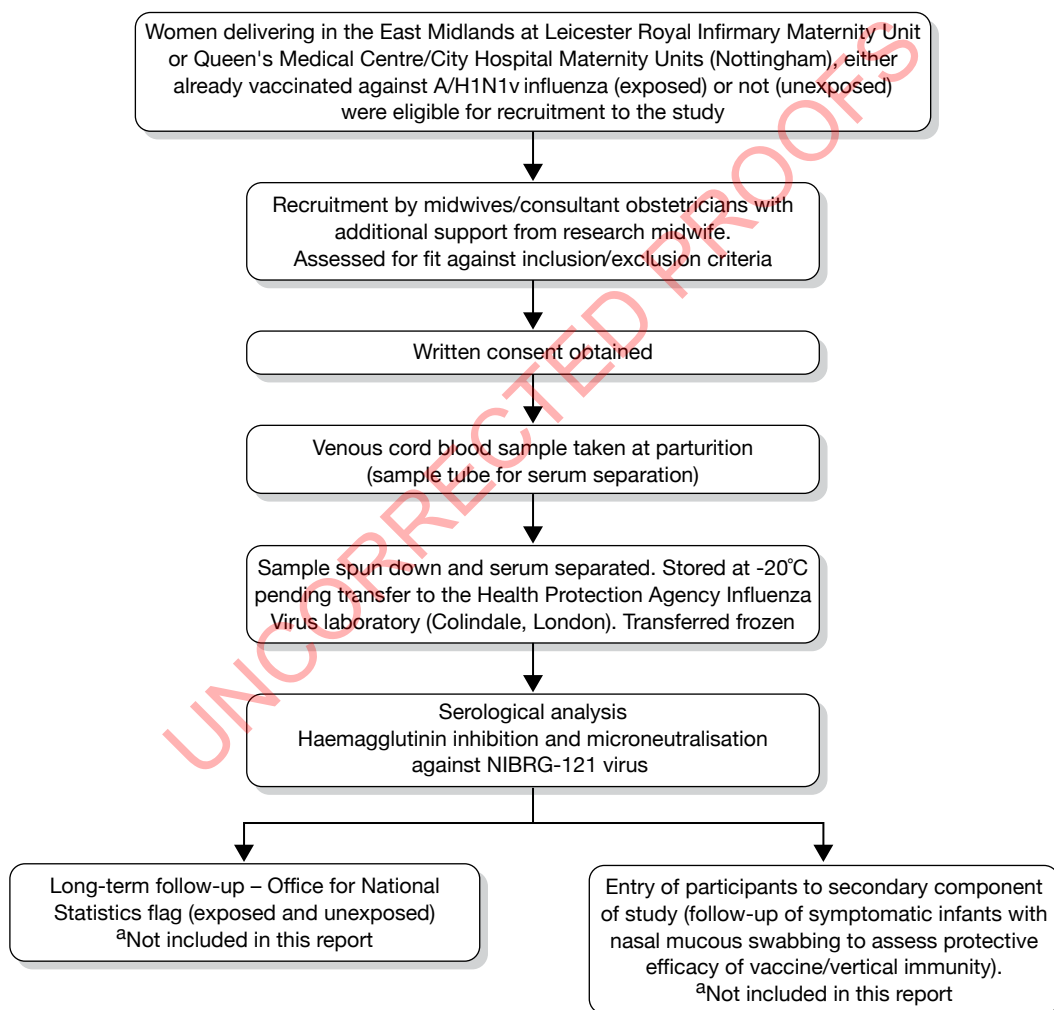 Women delivering in the East Midlands at Leicester Royal Infirmary Maternity Unit
or Queen's Medical Centre/City Hospital Maternity Units (Nottingham), either
already vaccinated against A/H1N1v influenza (exposed) or not (unexposed)
were eligible for recruitment to the study
Recruitment by midwives/consultant obstetricians with
additional support from research midwife.
Assessed for fit against inclusion/exclusion criteria
Written consent obtained
Venous cord blood sample taken at parturition
(sample tube for serum separation)
Sample spun down and serum separated. Stored at -20°C
pending transfer to the Health Protection Agency Influenza
Virus laboratory (Colindale, London). Transferred frozen
Serological analysis
Haemagglutinin inhibition and microneutralisation
against NIBRG-121 virus
Long-term follow-up – Office for National
Statistics flag (exposed and unexposed)
aNot included in this report
Entry of participants to secondary component
of study (follow-up of symptomatic infants with
nasal mucous swabbing to assess protective
efficacy of vaccine/vertical immunity).
aNot included in this report
UNCORRECTED PROOFS